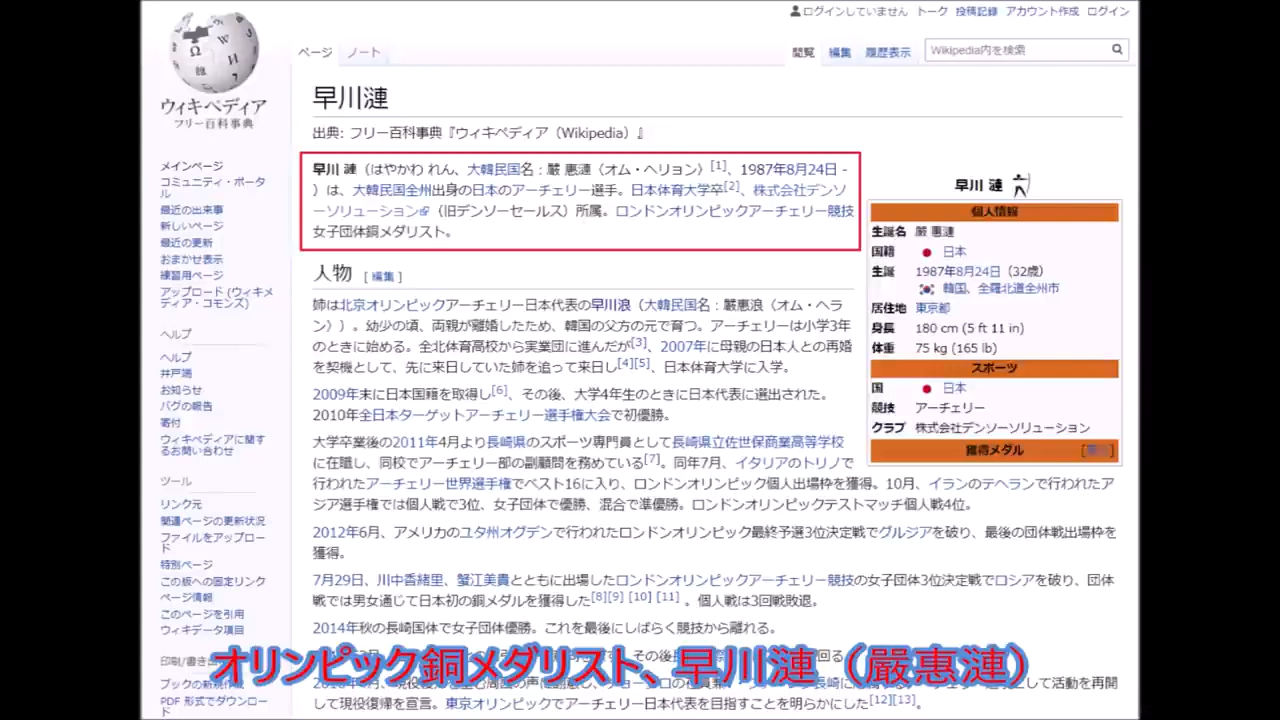 ログインしていません トーク 投稿記録 アカウント作成 ログイン
ページ ノート 閲覧 編集 履歴表示 Wikipedia内を検索
ウィキペディア
フリー百科事典
メインページ
コミュニティ・ポータル
最近の出来事
新しいページ
最近の更新
おまかせ表示
練習用ページ
アップロード (ウィキメディア・コモンズ)
ヘルプ
ヘルプ
井戸端
お知らせ
バグの報告
寄付
ウィキペディアに関するお問い合わせ
ツール
リンク元
関連ページの更新状況
ファイルをアップロード
特別ページ
この版への固定リンク
ページ情報
このページを引用
ウィキデータ項目
印刷/書き出し
ブックの新規
PDF 形式でダウンロード
早川漣
出典: フリー百科事典『ウィキペディア（Wikipedia）』
早川 漣（はやかわ れん、大韓民国名：嚴 惠漣（オム・ヘリョン）[1]、1987年8月24日 -
）は、大韓民国全州出身の日本のアーチェリー選手。日本体育大学卒[2]、株式会社デンソ
ーソリューション（旧デンソーセールス）所属。ロンドンオリンピックアーチェリー競技
女子団体銅メダリスト。
人物 [ 編集 ]
姉は北京オリンピックアーチェリー日本代表の早川浪（大韓民国名：嚴惠浪（オム・ヘラ
ン））。幼少の頃、両親が離婚したため、韓国の父方の元で育つ。アーチェリーは小学3年
のときに始める。全北体育高校から実業団に進んだが[3]、2007年に母親の日本人との再婚
を契機として、先に来日していた姉を追って来日し[4][5]、日本体育大学に入学。
2009年末に日本国籍を取得し[6]、その後、大学4年生のときに日本代表に選出された。
2010年全日本ターゲットアーチェリー選手権大会で初優勝。
大学卒業後の2011年4月より長崎県のスポーツ専門員として長崎県立佐世保商業高等学校
に在職し、同校でアーチェリー部の副顧問を務めている[7]。同年7月、イタリアのトリノで
行われたアーチェリー世界選手権でベスト16に入り、ロンドンオリンピック個人出場枠を獲得。10月、イランのテヘランで行われたア
ジア選手権では個人戦で3位、女子団体で優勝、混合で準優勝。ロンドンオリンピックテストマッチ個人戦4位。
2012年6月、アメリカのユタ州オグデンで行われたロンドンオリンピック最終予選3位決定戦でグルジアを破り、最後の団体戦出場枠を
獲得。
7月29日、川中香緒里、蟹江美貴とともに出場したロンドンオリンピックアーチェリー競技の女子団体3位決定戦でロシアを破り、団体
戦では男女通じて日本初の銅メダルを獲得した[8][9] [10] [11] 。個人戦は3回戦敗退。
2014年秋の長崎国体で女子団体優勝。これを最後にしばらく競技から離れる。
して活動を再開
して現役復帰を宣言。東京オリンピックでアーチェリー日本代表を目指すことを明らかにした[12][13]。
早川 漣
個人情報
生誕名 嚴 惠漣
国籍 日本
生誕 1987年8月24日（32歳）
韓国、全羅北道全州市
居住地 東京都
身長 180 cm (5 ft 11 in)
体重 75 kg (165 lb)
スポーツ
国 日本
競技 アーチェリー
クラブ 株式会社デンソーソリューション
獲得メダル
オリンピック銅メダリスト、早川漣（嚴惠漣）